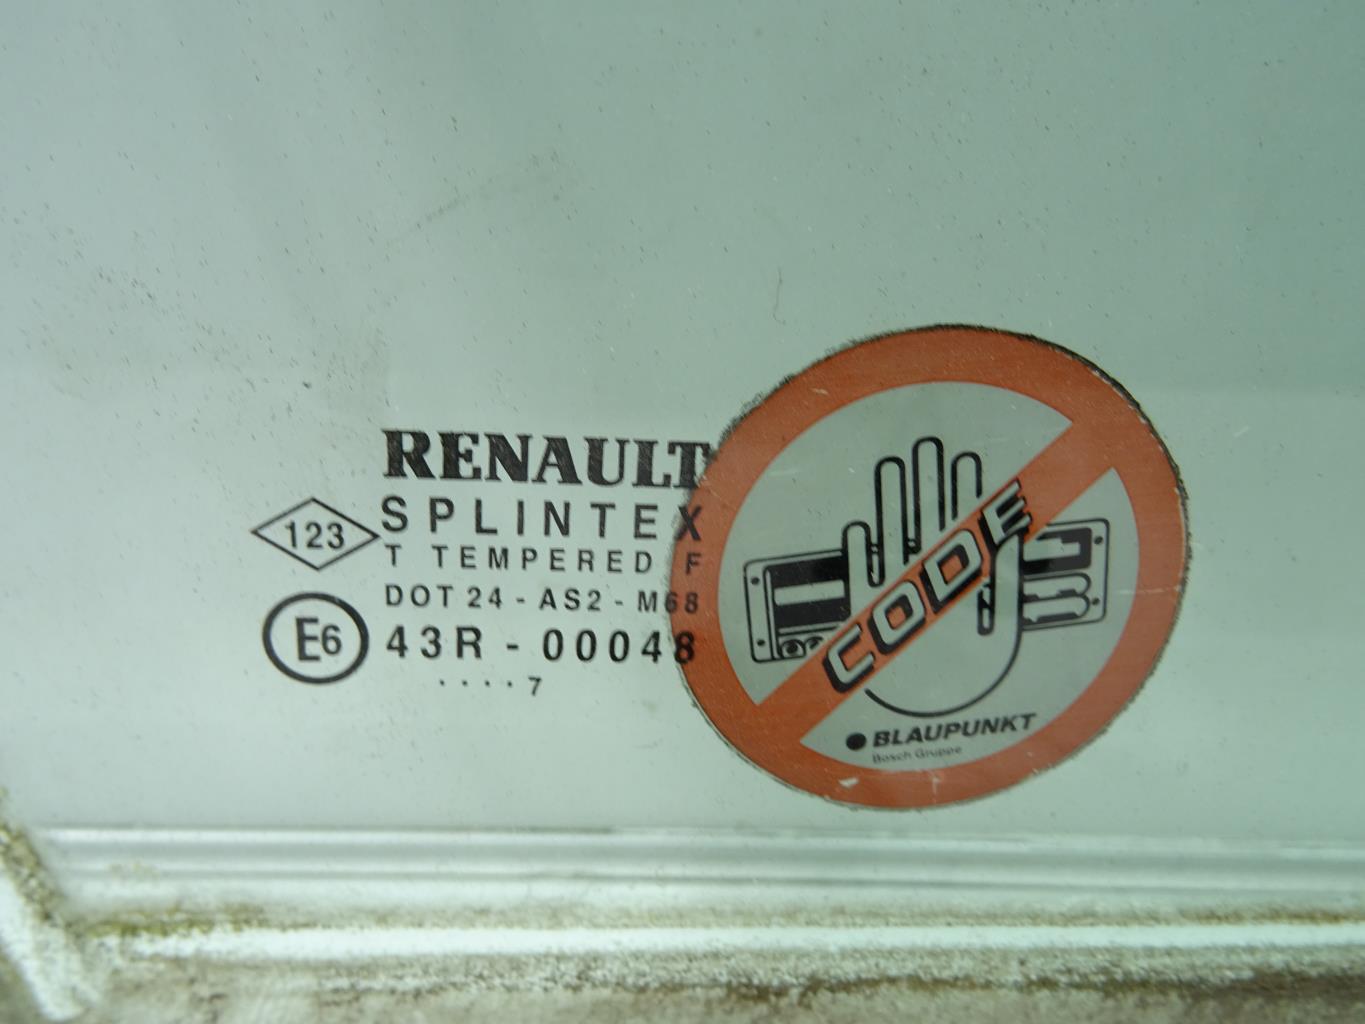 RENAULT
123
SPLINTEX
T TEMPERED F
DOT 24 - AS2 - M68
E6
43R - 00048
. . . . 7
CODE
BLAUPUNKT
Bosch Gruppe